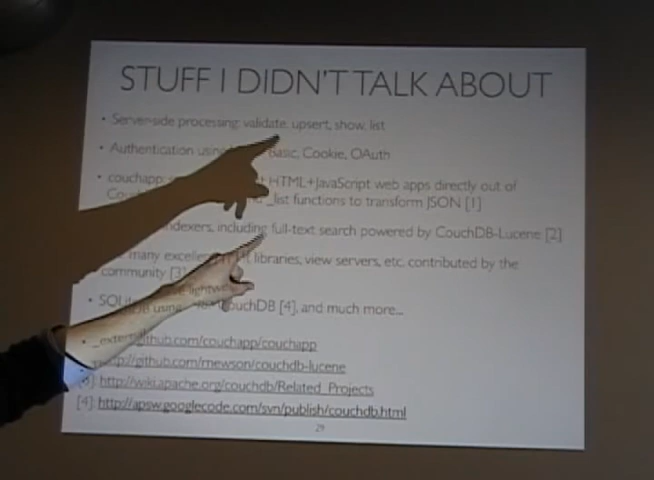 STUFF I DIDN'T TALK ABOUT
• Server-side processing: validate, upsert, show, list
• Authentication using Basic, Cookie, OAuth
• couchapp: HTML+JavaScript web apps directly out of
_list functions to transform JSON [1]
indexers, including full-text search powered by CouchDB-Lucene [2]
many excellent libraries, view servers, etc. contributed by the
community [3]
• CouchDB [4], and much more...
github.com/couchapp/couchapp
http://github.com/rnewson/couchdb-lucene
[3]: http://wiki.apache.org/couchdb/Related_Projects
[4]: http://apsw.googlecode.com/svn/publish/couchdb.html
29